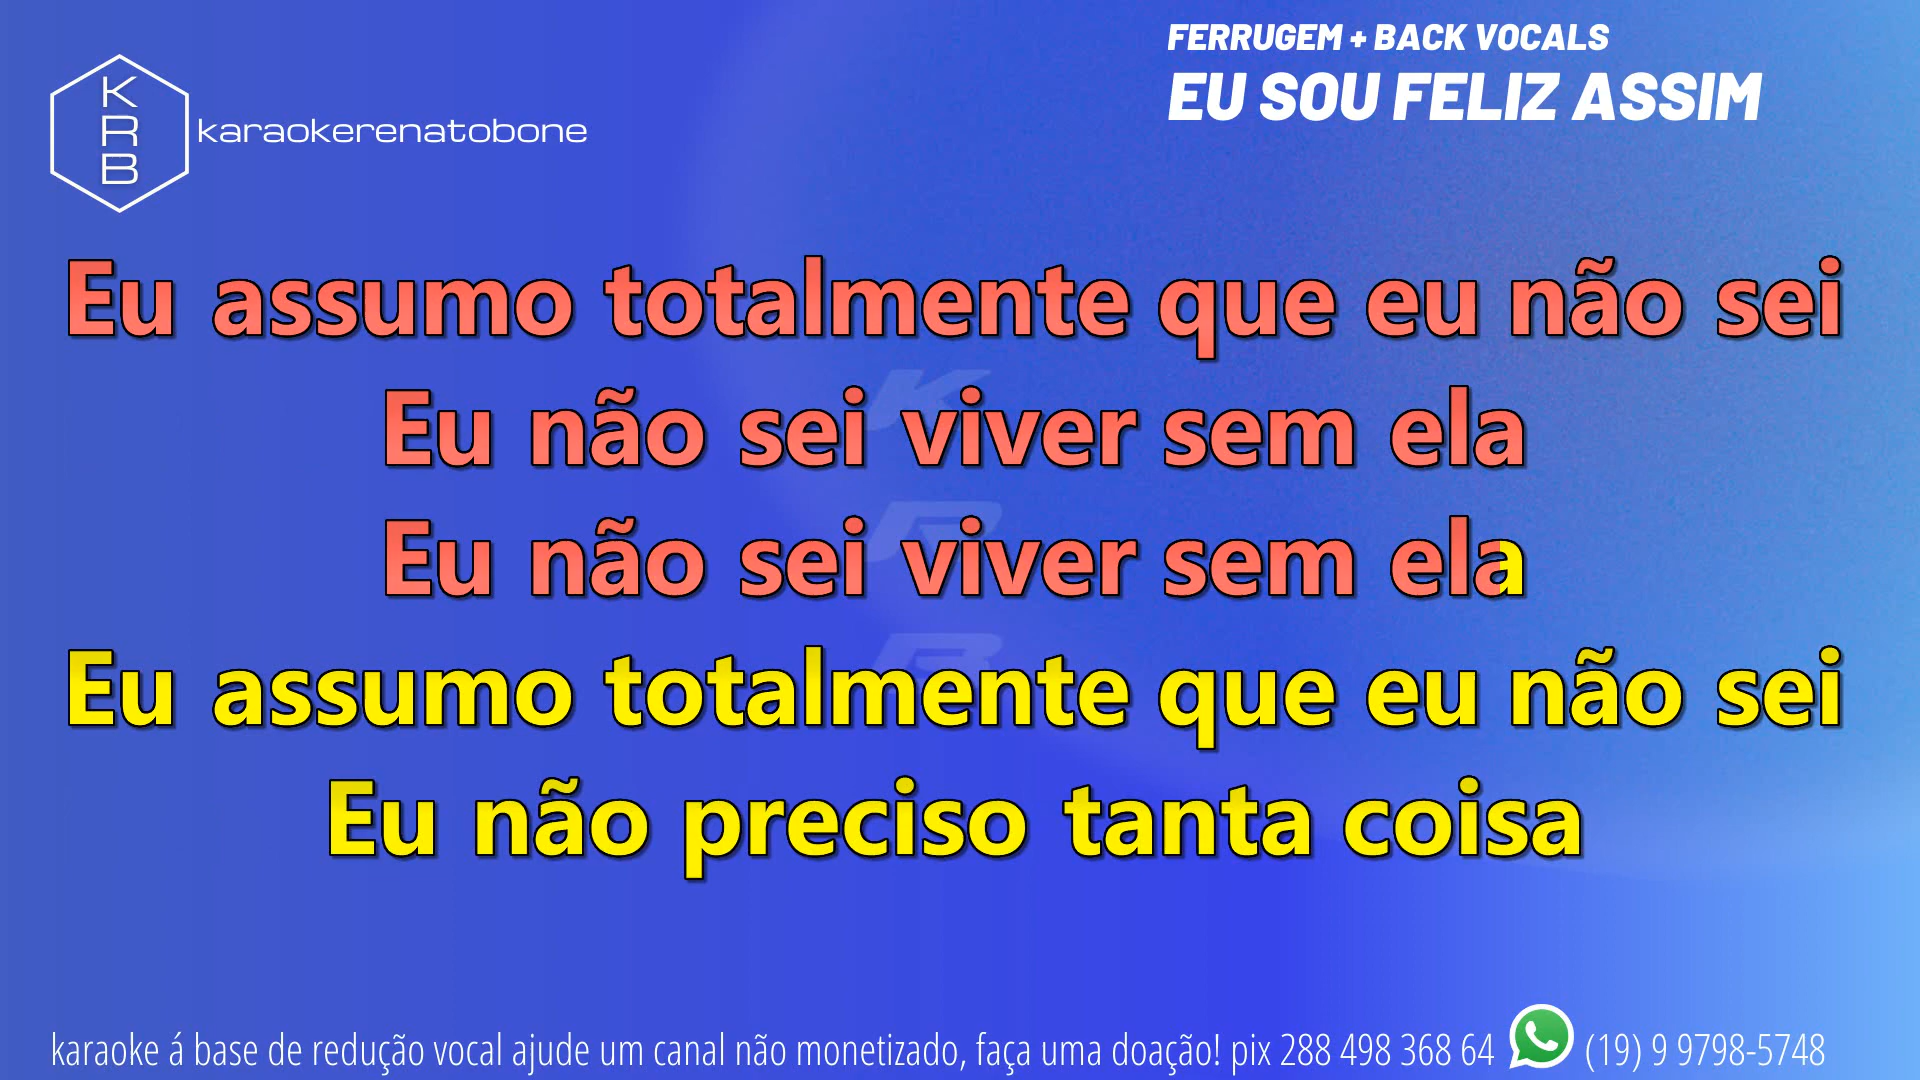 FERRUGEM + BACK VOCALS
EU SOU FELIZ ASSIM
K
R
B
karaokerenatobone
Eu assumo totalmente que eu não sei
Eu não sei viver sem ela
Eu não sei viver sem ela
Eu assumo totalmente que eu não sei
Eu não preciso tanta coisa
K
R
B
karaoke á base de redução vocal ajude um canal não monetizado, faça uma doação! pix 288 498 368 64 (19) 9 9798-5748